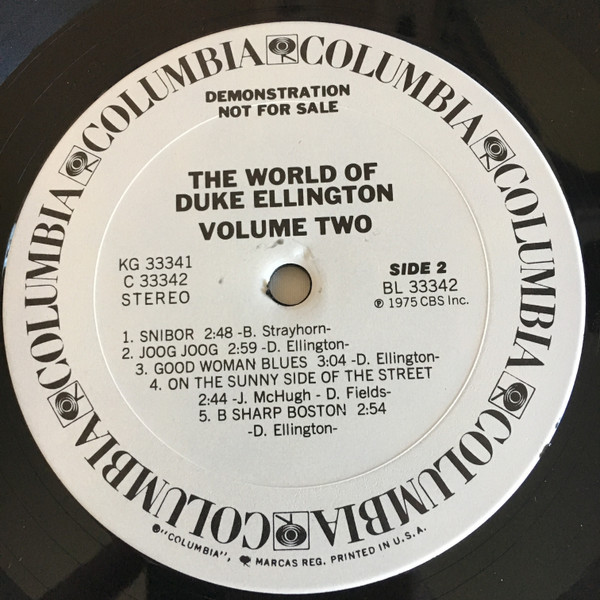 COLUMBIA COLUMBIA COLUMBIA COLUMBIA COLUMBIA COLUMBIA COLUMBIA COLUMBIA
DEMONSTRATION
NOT FOR SALE
THE WORLD OF
DUKE ELLINGTON
VOLUME TWO
KG 33341
C 33342
STEREO
SIDE 2
BL 33342
℗ 1975 CBS Inc.
1. SNIBOR 2:48 -B. Strayhorn-
2. JOOG JOOG 2:59 -D. Ellington-
3. GOOD WOMAN BLUES 3:04 -D. Ellington-
4. ON THE SUNNY SIDE OF THE STREET
2:44 -J. McHugh - D. Fields-
5. B SHARP BOSTON 2:54
-D. Ellington-
"COLUMBIA", MARCAS REG. PRINTED IN U.S.A.